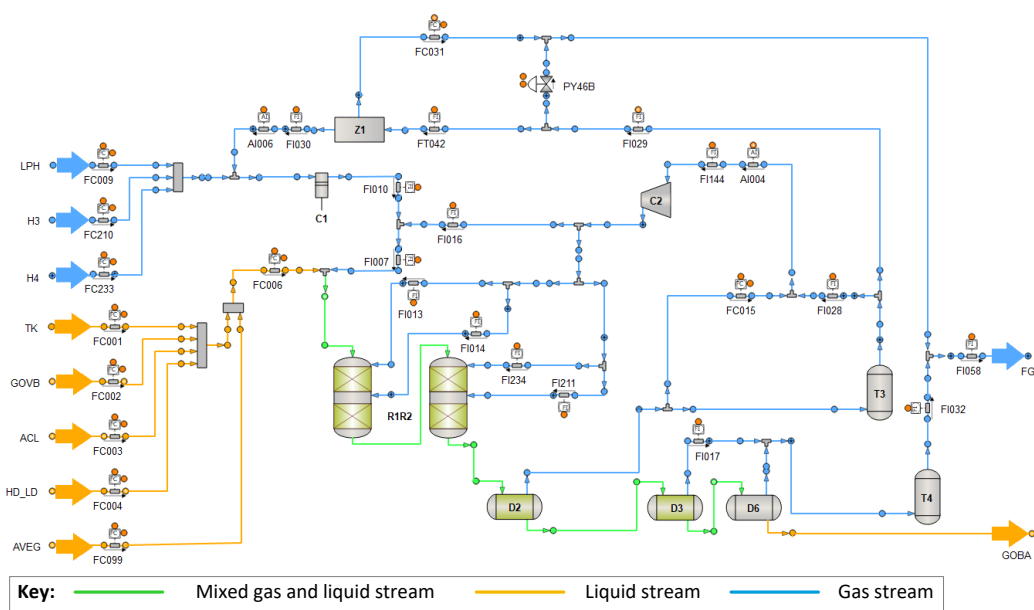 FC031
PY46B
AI006
FI030
Z1
FT042
FI029
LPH
FC009
H3
FC210
H4
FC233
C1
FI010
FI007
FI016
C2
FI144
AI004
FC006
FI013
FI014
FI234
FI211
FC015
FI028
TK
FC001
GOVB
FC002
ACL
FC003
HD_LD
FC004
AVEG
FC099
R1R2
T3
FI058
FG
FI032
FI017
D2
D3
D6
T4
GOBA
Key: Mixed gas and liquid stream Liquid stream Gas stream